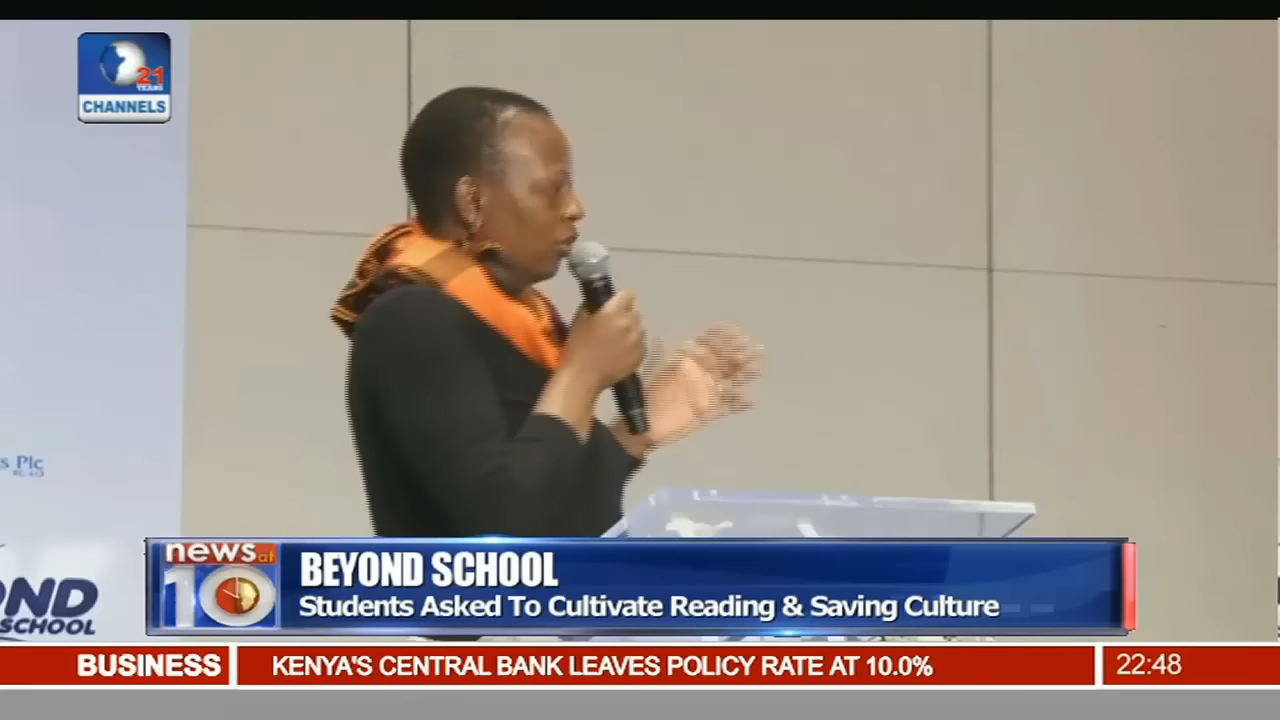 21
YEARS
CHANNELS
s Plc
OND
SCHOOL
news at
10
BEYOND SCHOOL
Students Asked To Cultivate Reading & Saving Culture
BUSINESS
KENYA'S CENTRAL BANK LEAVES POLICY RATE AT 10.0%
22:48